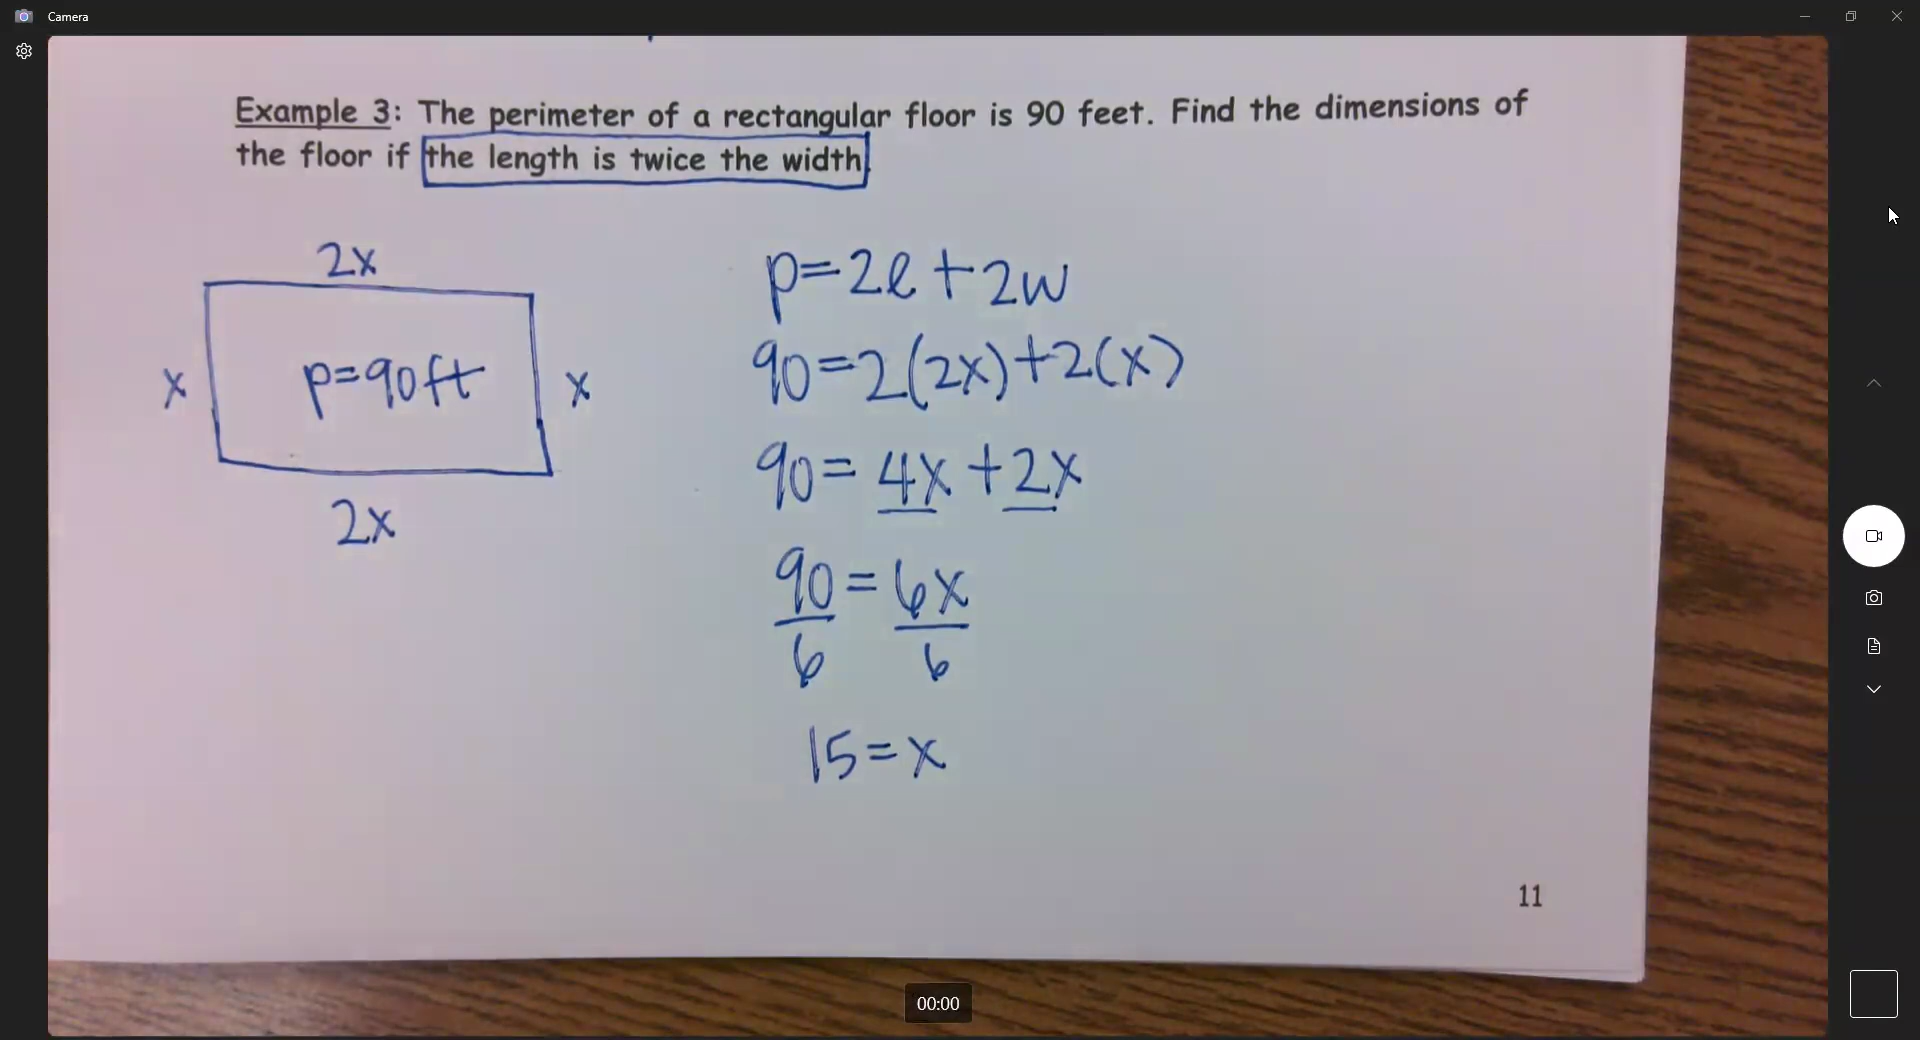 Camera
Example 3: The perimeter of a rectangular floor is 90 feet. Find the dimensions of
the floor if the length is twice the width.
2x
x
p=90ft
x
2x
p=2l+2w
90=2(2x)+2(x)
90=4x+2x
90=6x
6 6
15=x
11
00:00